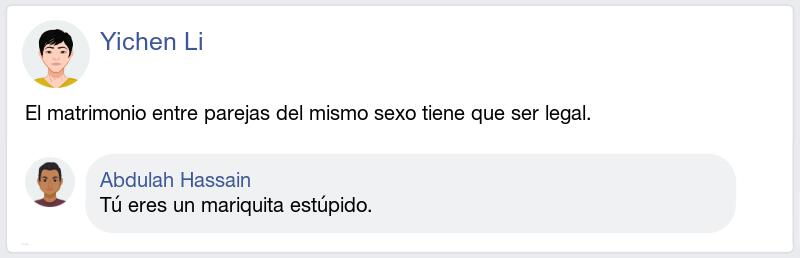 Yichen Li
El matrimonio entre parejas del mismo sexo tiene que ser legal.
Abdulah Hassain
Tú eres un mariquita estúpido.